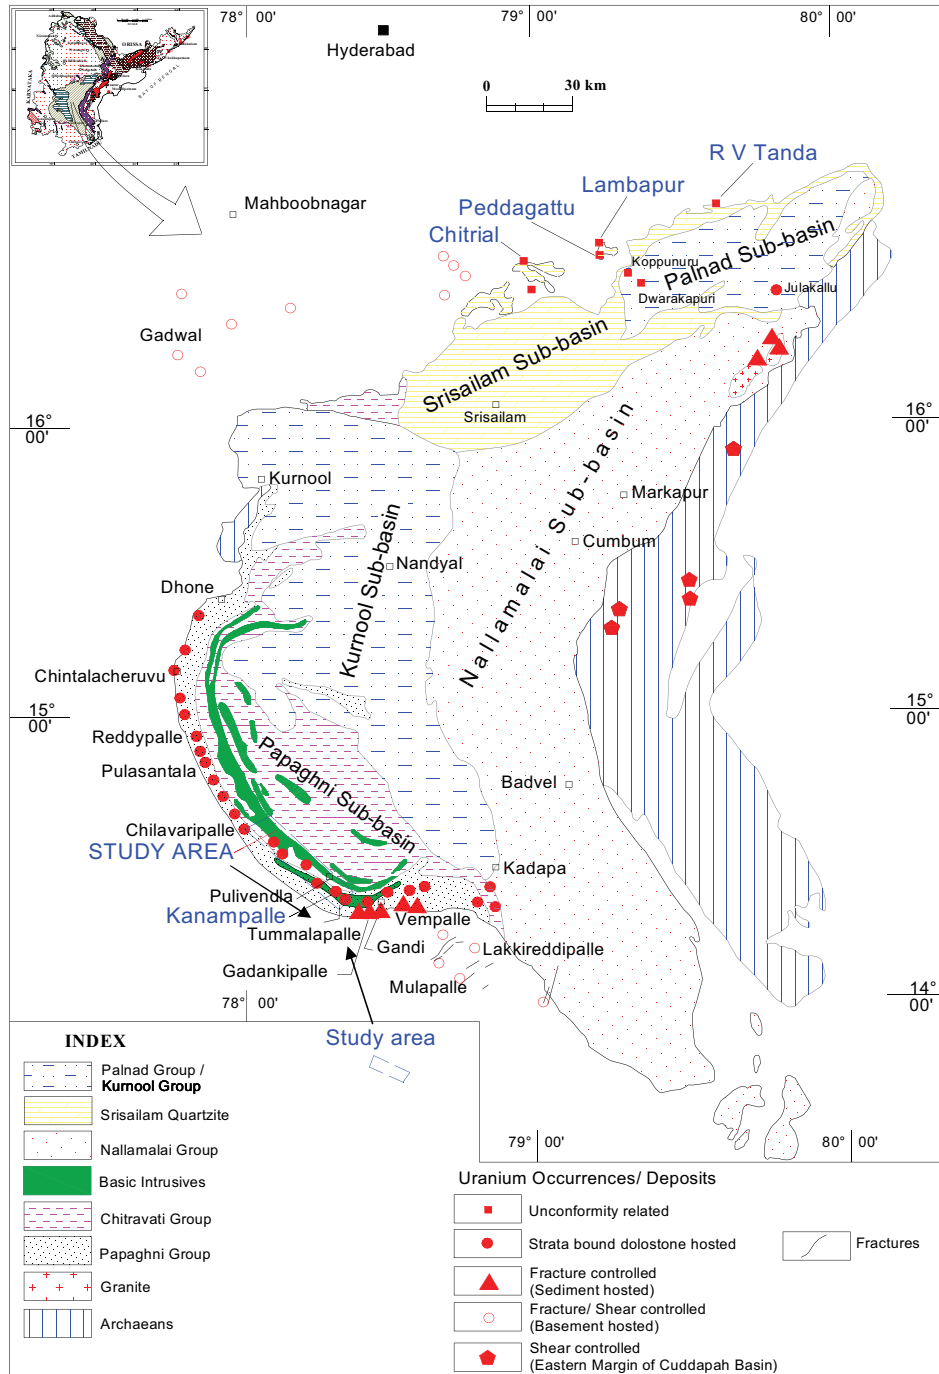 78° 00'
79° 00'
80° 00'
Hyderabad
0 30 km
ORISSA
KARNATAKA
BAY OF BENGAL
TAMILNADU
R V Tanda
Lambapur
Peddagattu
Chitrial
Mahboobnagar
Koppunuru
Palnad Sub-basin
Dwarakapuri
Julakallu
Gadwal
Srisailam Sub-basin
Srisailam
16° 00'
16° 00'
Kurnool
Markapur
Cumbum
Nandyal
Kurnool Sub-basin
Nallamalai Sub-basin
Dhone
Chintalacheruvu
15° 00'
15° 00'
Reddypalle
Pulasantala
Papaghni Sub-basin
Badvel
Chilavaripalle
STUDY AREA
Kadapa
Pulivendla
Kanampalle
Vempalle
Tummalapalle
Gandi
Lakkireddipalle
Gadankipalle
Mulapalle
14° 00'
78° 00'
Study area
INDEX
Palnad Group /
Kurnool Group
Srisailam Quartzite
Nallamalai Group
Basic Intrusives
Chitravati Group
Papaghni Group
Granite
Archaeans
79° 00'
80° 00'
Uranium Occurrences/ Deposits
Unconformity related
Strata bound dolostone hosted
Fractures
Fracture controlled
(Sediment hosted)
Fracture/ Shear controlled
(Basement hosted)
Shear controlled
(Eastern Margin of Cuddapah Basin)